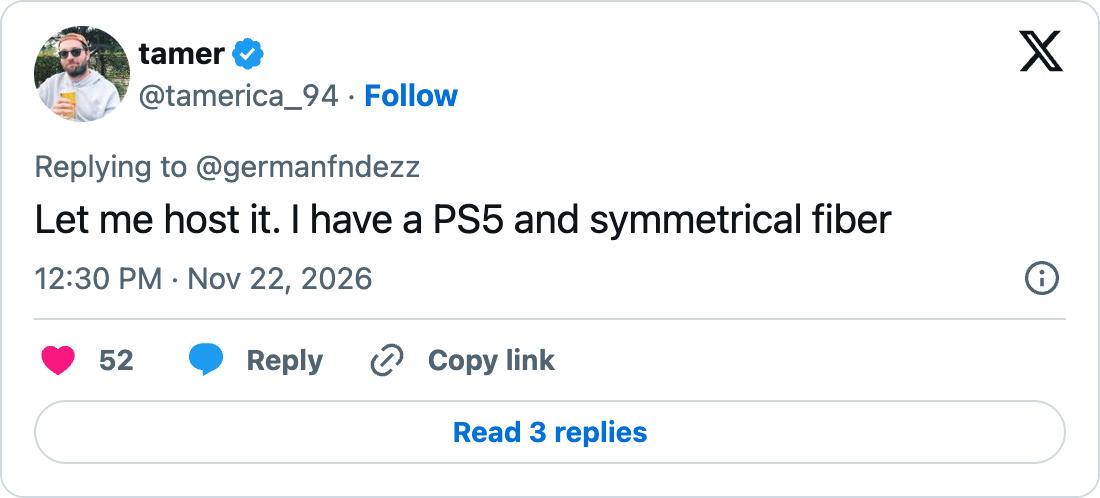 tamer
@tamerica_94 · Follow
Replying to @germanfndezz
Let me host it. I have a PS5 and symmetrical fiber
12:30 PM · Nov 22, 2026
52 Reply Copy link
Read 3 replies